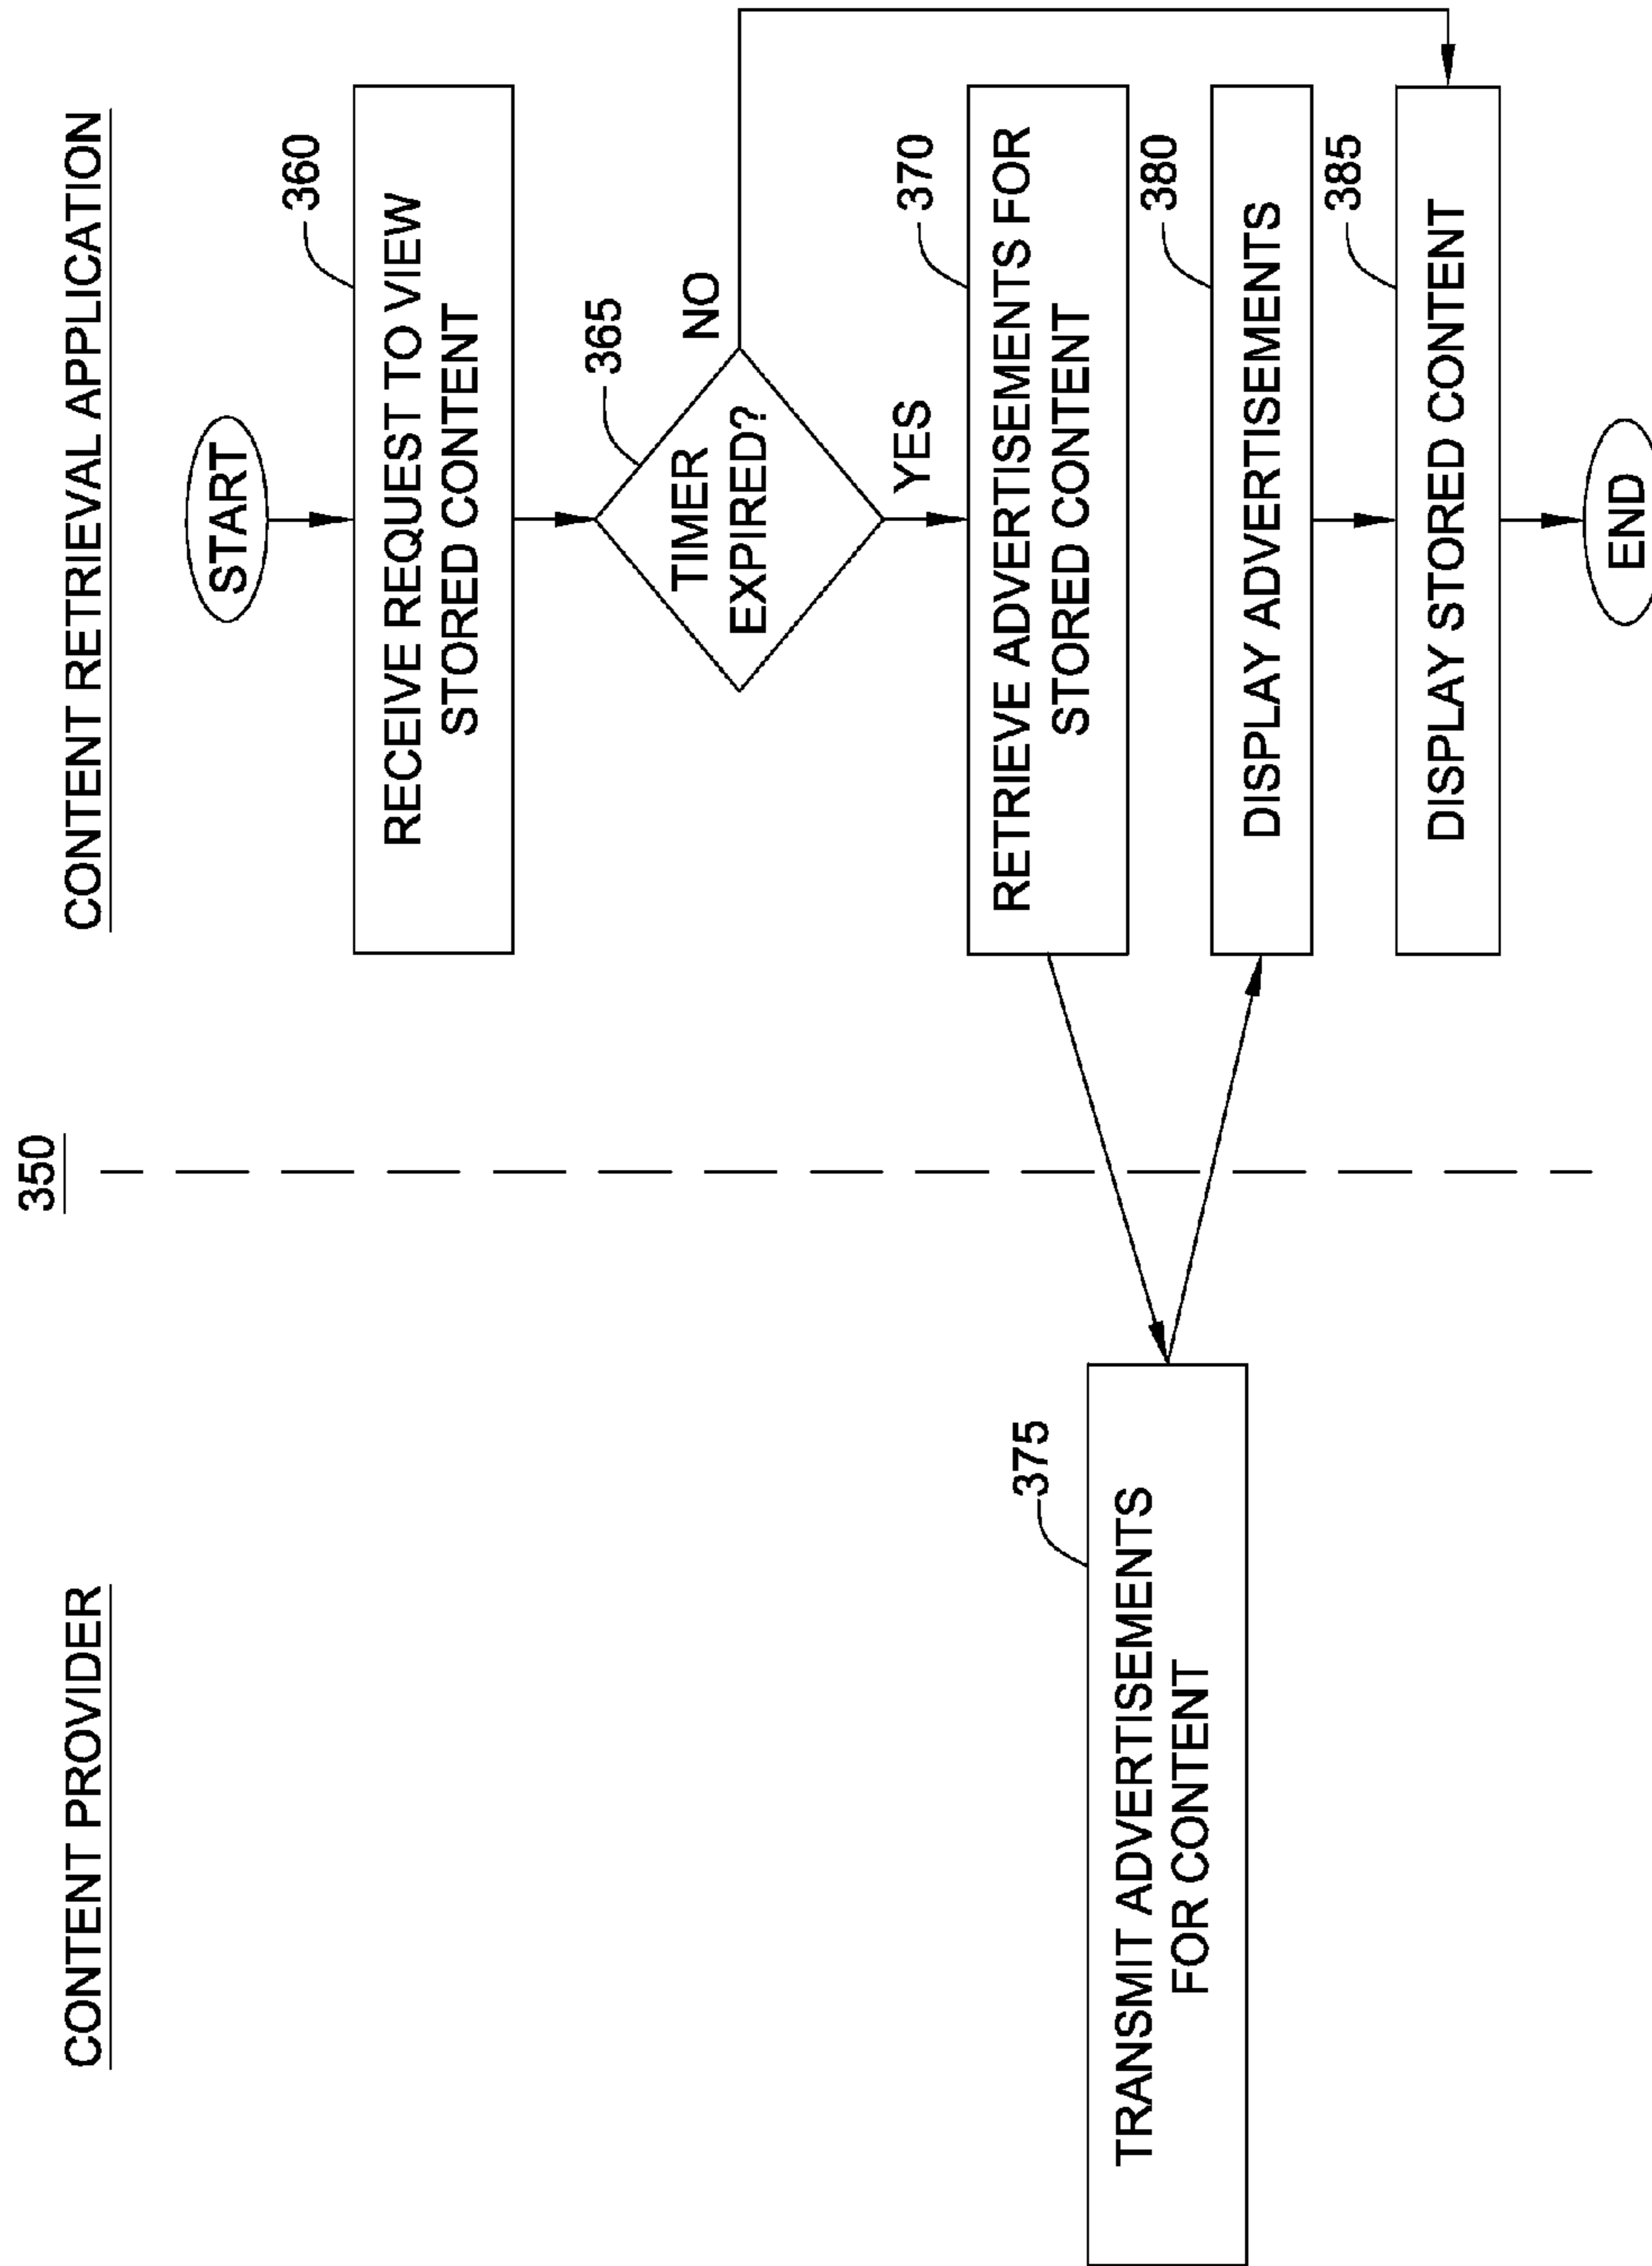 350
CONTENT PROVIDER
CONTENT RETRIEVAL APPLICATION
START
360
RECEIVE REQUEST TO VIEW
STORED CONTENT
365
TIMER
EXPIRED?
NO
YES
370
RETRIEVE ADVERTISEMENTS FOR
STORED CONTENT
375
TRANSMIT ADVERTISEMENTS
FOR CONTENT
380
DISPLAY ADVERTISEMENTS
385
DISPLAY STORED CONTENT
END